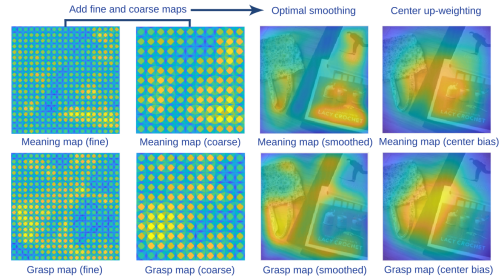 Add fine and coarse maps
Optimal smoothing
Center up-weighting
Meaning map (fine)
Meaning map (coarse)
Meaning map (smoothed)
Meaning map (center bias)
Grasp map (fine)
Grasp map (coarse)
Grasp map (smoothed)
Grasp map (center bias)